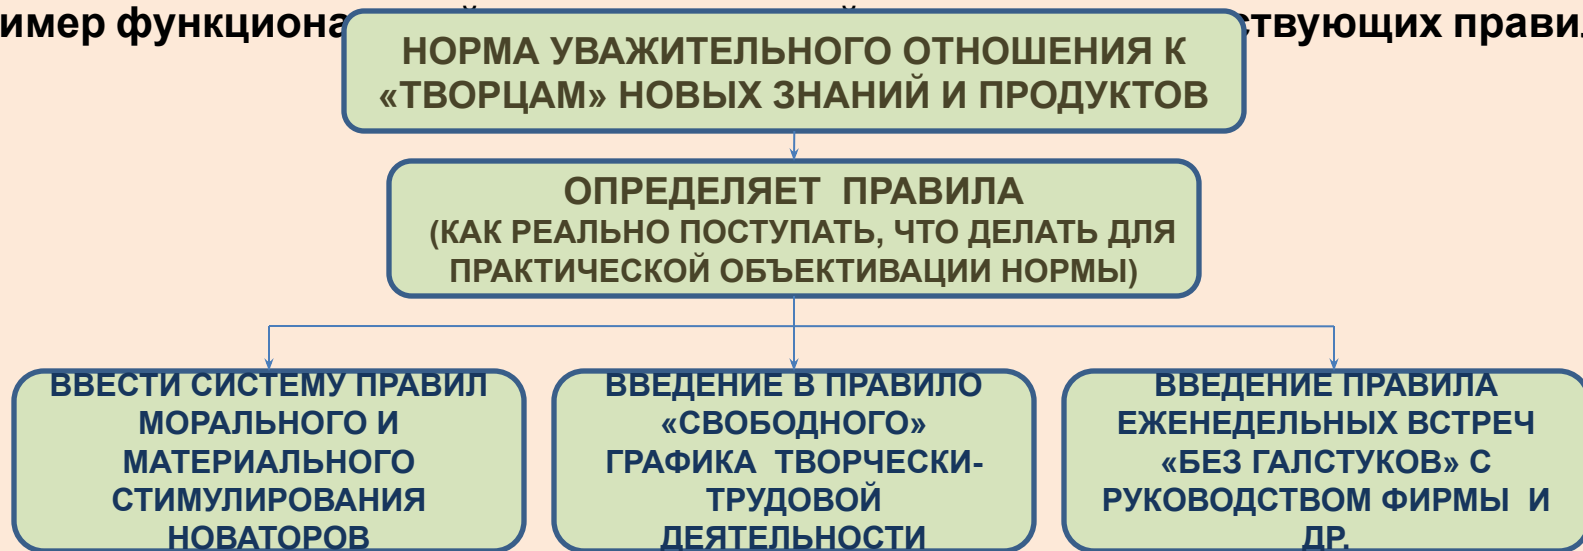 имер функциона ствующих прави
НОРМА УВАЖИТЕЛЬНОГО ОТНОШЕНИЯ К
«ТВОРЦАМ» НОВЫХ ЗНАНИЙ И ПРОДУКТОВ
ОПРЕДЕЛЯЕТ ПРАВИЛА
(КАК РЕАЛЬНО ПОСТУПАТЬ, ЧТО ДЕЛАТЬ ДЛЯ
ПРАКТИЧЕСКОЙ ОБЪЕКТИВАЦИИ НОРМЫ)
ВВЕСТИ СИСТЕМУ ПРАВИЛ
МОРАЛЬНОГО И
МАТЕРИАЛЬНОГО
СТИМУЛИРОВАНИЯ
НОВАТОРОВ
ВВЕДЕНИЕ В ПРАВИЛО
«СВОБОДНОГО»
ГРАФИКА ТВОРЧЕСКИ-
ТРУДОВОЙ
ДЕЯТЕЛЬНОСТИ
ВВЕДЕНИЕ ПРАВИЛА
ЕЖЕНЕДЕЛЬНЫХ ВСТРЕЧ
«БЕЗ ГАЛСТУКОВ» С
РУКОВОДСТВОМ ФИРМЫ И
ДР.